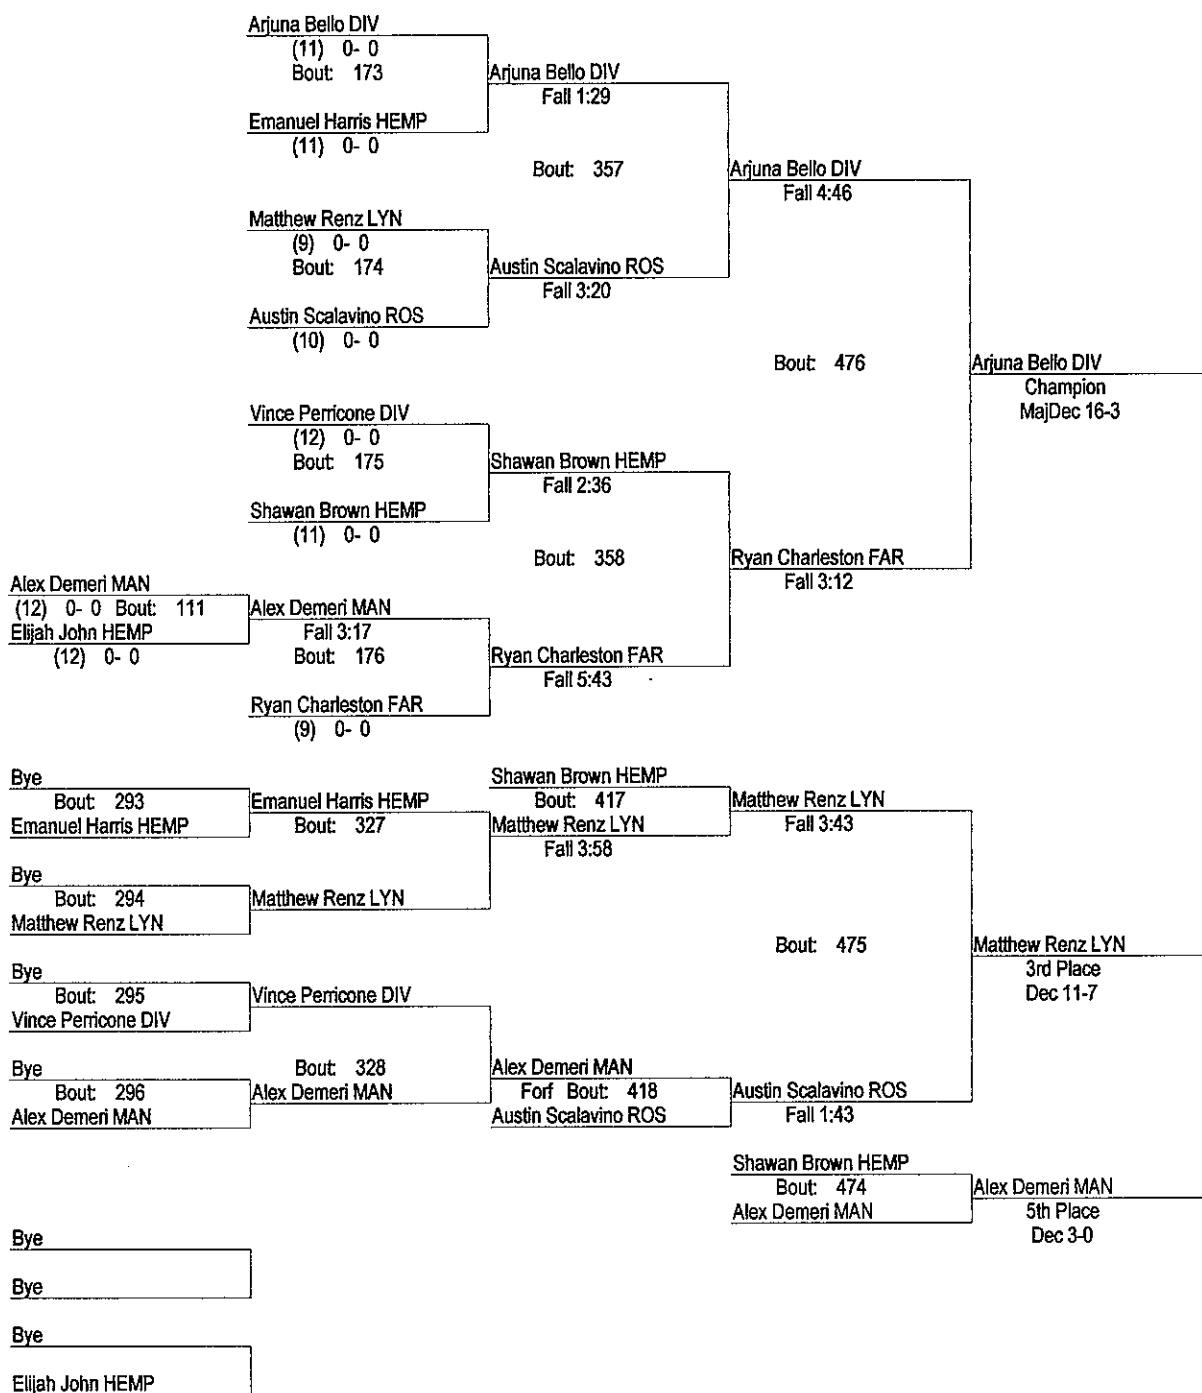 Arjuna Bello DIV
(11) 0- 0
Bout: 173
Arjuna Bello DIV
Fall 1:29
Emanuel Harris HEMP
(11) 0- 0
Bout: 357
Arjuna Bello DIV
Fall 4:46
Matthew Renz LYN
(9) 0- 0
Bout: 174
Austin Scalavino ROS
Fall 3:20
Austin Scalavino ROS
(10) 0- 0
Bout: 476
Arjuna Bello DIV
Champion
MajDec 16-3
Vince Perricone DIV
(12) 0- 0
Bout: 175
Shawan Brown HEMP
Fall 2:36
Shawan Brown HEMP
(11) 0- 0
Bout: 358
Ryan Charleston FAR
Fall 3:12
Alex Demeri MAN
(12) 0- 0 Bout: 111
Elijah John HEMP
(12) 0- 0
Alex Demeri MAN
Fall 3:17
Bout: 176
Ryan Charleston FAR
Fall 5:43
Ryan Charleston FAR
(9) 0- 0
Bye
Bout: 293
Emanuel Harris HEMP
Emanuel Harris HEMP
Bout: 327
Shawan Brown HEMP
Bout: 417
Matthew Renz LYN
Fall 3:58
Matthew Renz LYN
Fall 3:43
Bye
Bout: 294
Matthew Renz LYN
Matthew Renz LYN
Bout: 475
Matthew Renz LYN
3rd Place
Dec 11-7
Bye
Bout: 295
Vince Perricone DIV
Vince Perricone DIV
Bye
Bout: 296
Alex Demeri MAN
Bout: 328
Alex Demeri MAN
Alex Demeri MAN
Forf Bout: 418
Austin Scalavino ROS
Austin Scalavino ROS
Fall 1:43
Shawan Brown HEMP
Bout: 474
Alex Demeri MAN
Alex Demeri MAN
5th Place
Dec 3-0
Bye
Bye
Bye
Elijah John HEMP